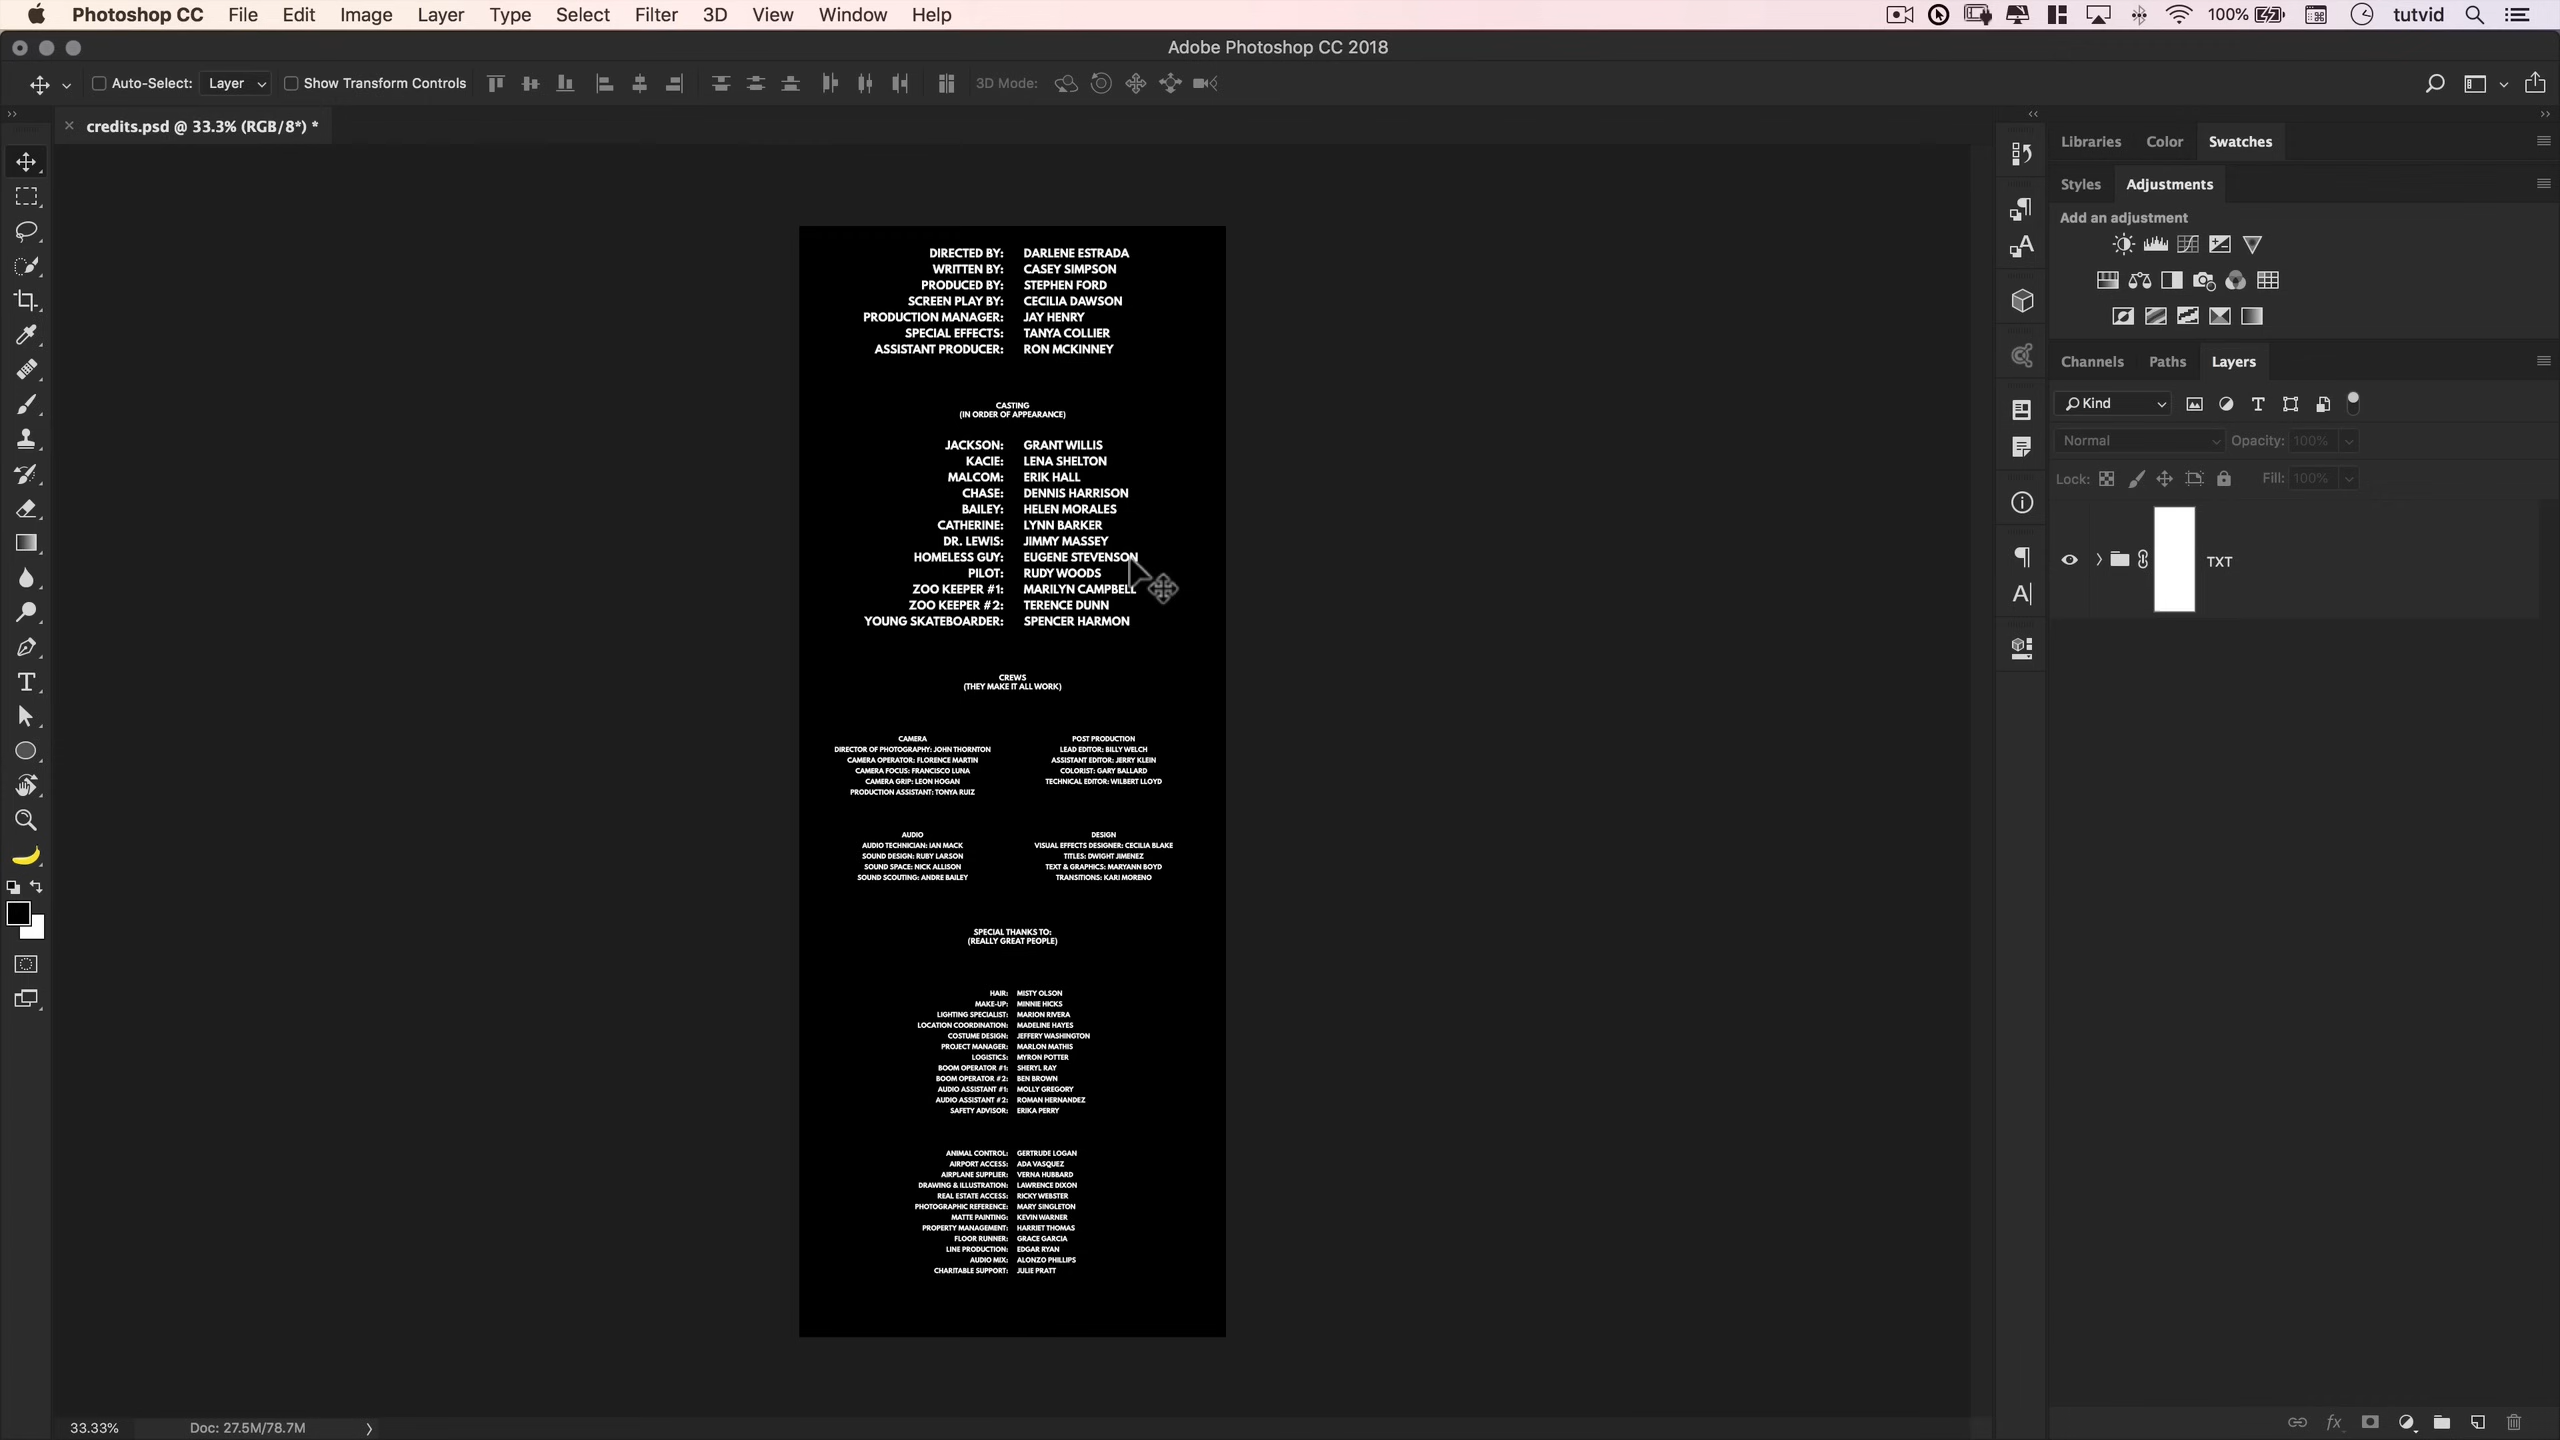 Photoshop CC File Edit Image Layer Type Select Filter 3D View Window Help 100% tutvid
Adobe Photoshop CC 2018
Auto-Select: Layer Show Transform Controls 3D Mode:
credits.psd @ 33.3% (RGB/8*) *
Libraries Color Swatches
Styles Adjustments
Add an adjustment
Channels Paths Layers
Kind
Normal Opacity: 100%
Lock: Fill: 100%
TXT
DIRECTED BY: DARLENE ESTRADA
WRITTEN BY: CASEY SIMPSON
PRODUCED BY: STEPHEN FORD
SCREEN PLAY BY: CECILIA DAWSON
PRODUCTION MANAGER: JAY HENRY
SPECIAL EFFECTS: TANYA COLLIER
ASSISTANT PRODUCER: RON MCKINNEY
CASTING
(IN ORDER OF APPEARANCE)
JACKSON: GRANT WILLIS
KACIE: LENA SHELTON
MALCOM: ERIK HALL
CHASE: DENNIS HARRISON
BAILEY: HELEN MORALES
CATHERINE: LYNN BARKER
DR. LEWIS: JIMMY MASSEY
HOMELESS GUY: EUGENE STEVENSON
PILOT: RUDY WOODS
ZOO KEEPER #1: MARILYN CAMPBELL
ZOO KEEPER #2: TERENCE DUNN
YOUNG SKATEBOARDER: SPENCER HARMON
CREWS
(THEY MAKE IT ALL WORK)
CAMERA
DIRECTOR OF PHOTOGRAPHY: JOHN THORNTON
CAMERA OPERATOR: FLORENCE MARTIN
CAMERA FOCUS: FRANCISCO LUNA
CAMERA GRIP: LEON HOGAN
PRODUCTION ASSISTANT: TONYA RUIZ
POST PRODUCTION
LEAD EDITOR: BILLY WELCH
ASSISTANT EDITOR: JERRY KLEIN
COLORIST: GARY BALLARD
TECHNICAL EDITOR: WILBERT LLOYD
AUDIO
AUDIO TECHNICIAN: IAN MACK
SOUND DESIGN: RUBY LARSON
SOUND SPACE: NICK ALLISON
SOUND SCOUTING: ANDRE BAILEY
DESIGN
VISUAL EFFECTS DESIGNER: CECILIA BLAKE
TITLES: DWIGHT JIMENEZ
TEXT & GRAPHICS: MARYANN BOYD
TRANSITIONS: KARI MORENO
SPECIAL THANKS TO:
(REALLY GREAT PEOPLE)
HAIR: MISTY OLSON
MAKE-UP: MINNIE HICKS
LIGHTING SPECIALIST: MARION RIVERA
LOCATION COORDINATION: MADELINE HAYES
COSTUME DESIGN: JEFFERY WASHINGTON
PROJECT MANAGER: MARLON MATHIS
LOGISTICS: MYRON POTTER
BOOM OPERATOR #1: SHERYL RAY
BOOM OPERATOR #2: BEN BROWN
AUDIO ASSISTANT #1: MOLLY GREGORY
AUDIO ASSISTANT #2: ROMAN HERNANDEZ
SAFETY ADVISOR: ERIKA PERRY
ANIMAL CONTROL: GERTRUDE LOGAN
AIRPORT ACCESS: ADA VASQUEZ
AIRPLANE SUPPLIER: VERNA HUBBARD
DRAWING & ILLUSTRATION: LAWRENCE DIXON
REAL ESTATE ACCESS: RICKY WEBSTER
PHOTOGRAPHIC REFERENCE: MARY SINGLETON
MATTE PAINTING: KEVIN WARNER
PROPERTY MANAGEMENT: HARRIET THOMAS
FLOOR RUNNER: GRACE GARCIA
LINE PRODUCTION: EDGAR RYAN
AUDIO MIX: ALONZO PHILLIPS
CHARITABLE SUPPORT: JULIE PRATT
33.33% Doc: 27.5M/78.7M